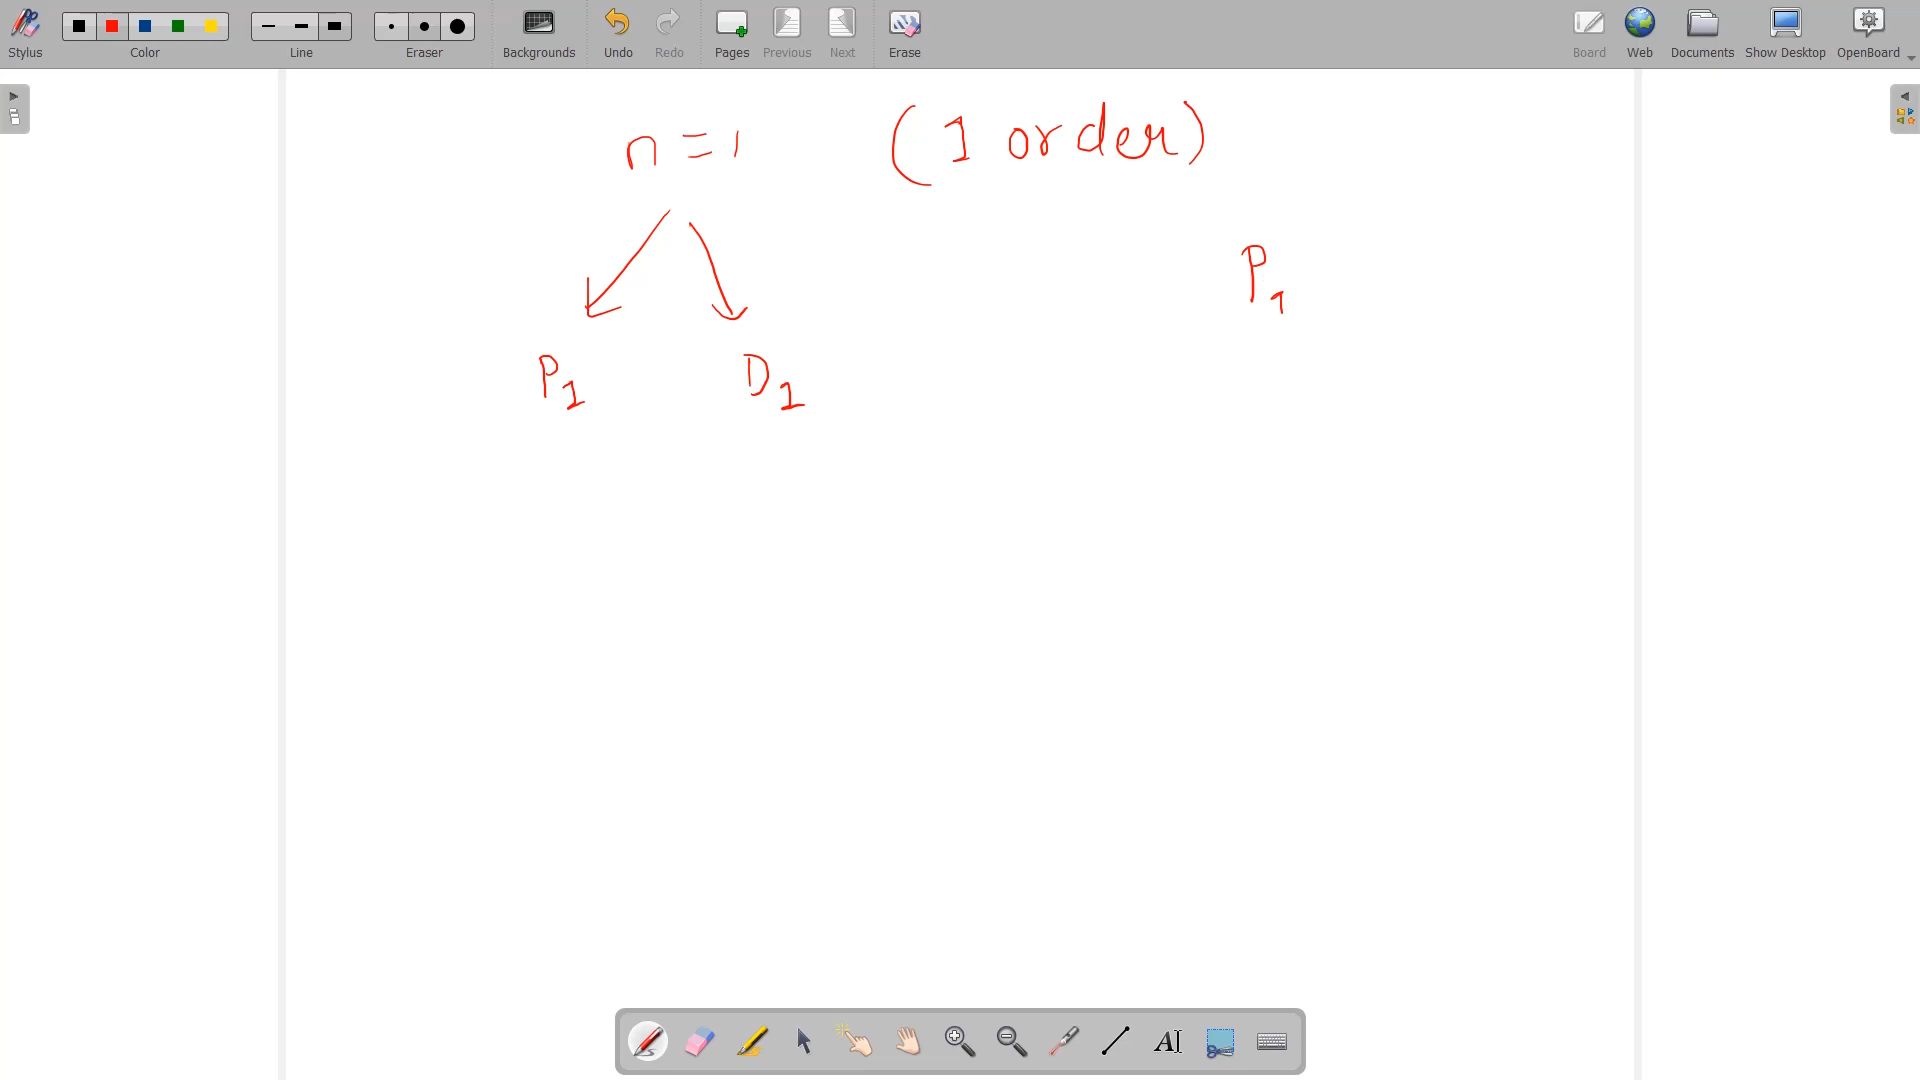 Stylus Color Line Eraser Backgrounds Undo Redo Pages Previous Next Erase Board Web Documents Show Desktop OpenBoard
n = 1 (1 order)
P1
P1 D1